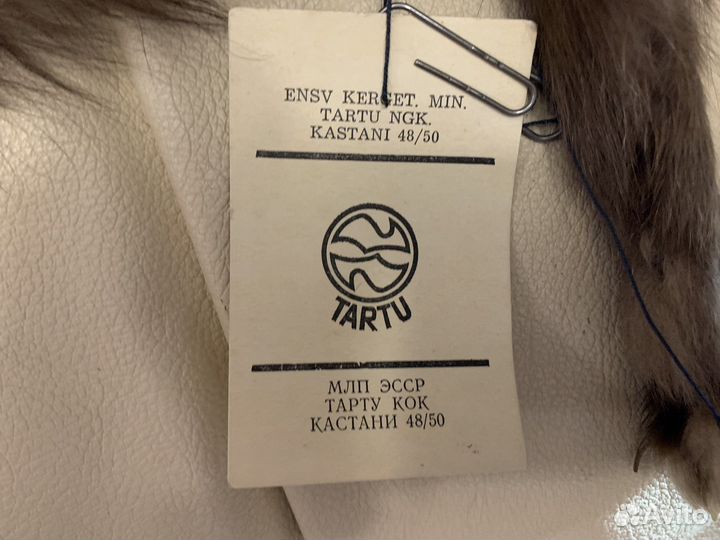 ENSV KERGET. MIN.
TARTU NGK.
KASTANI 48/50
TARTU
МЛП ЭССР
ТАРТУ КОК
КАСТАНИ 48/50
Avito